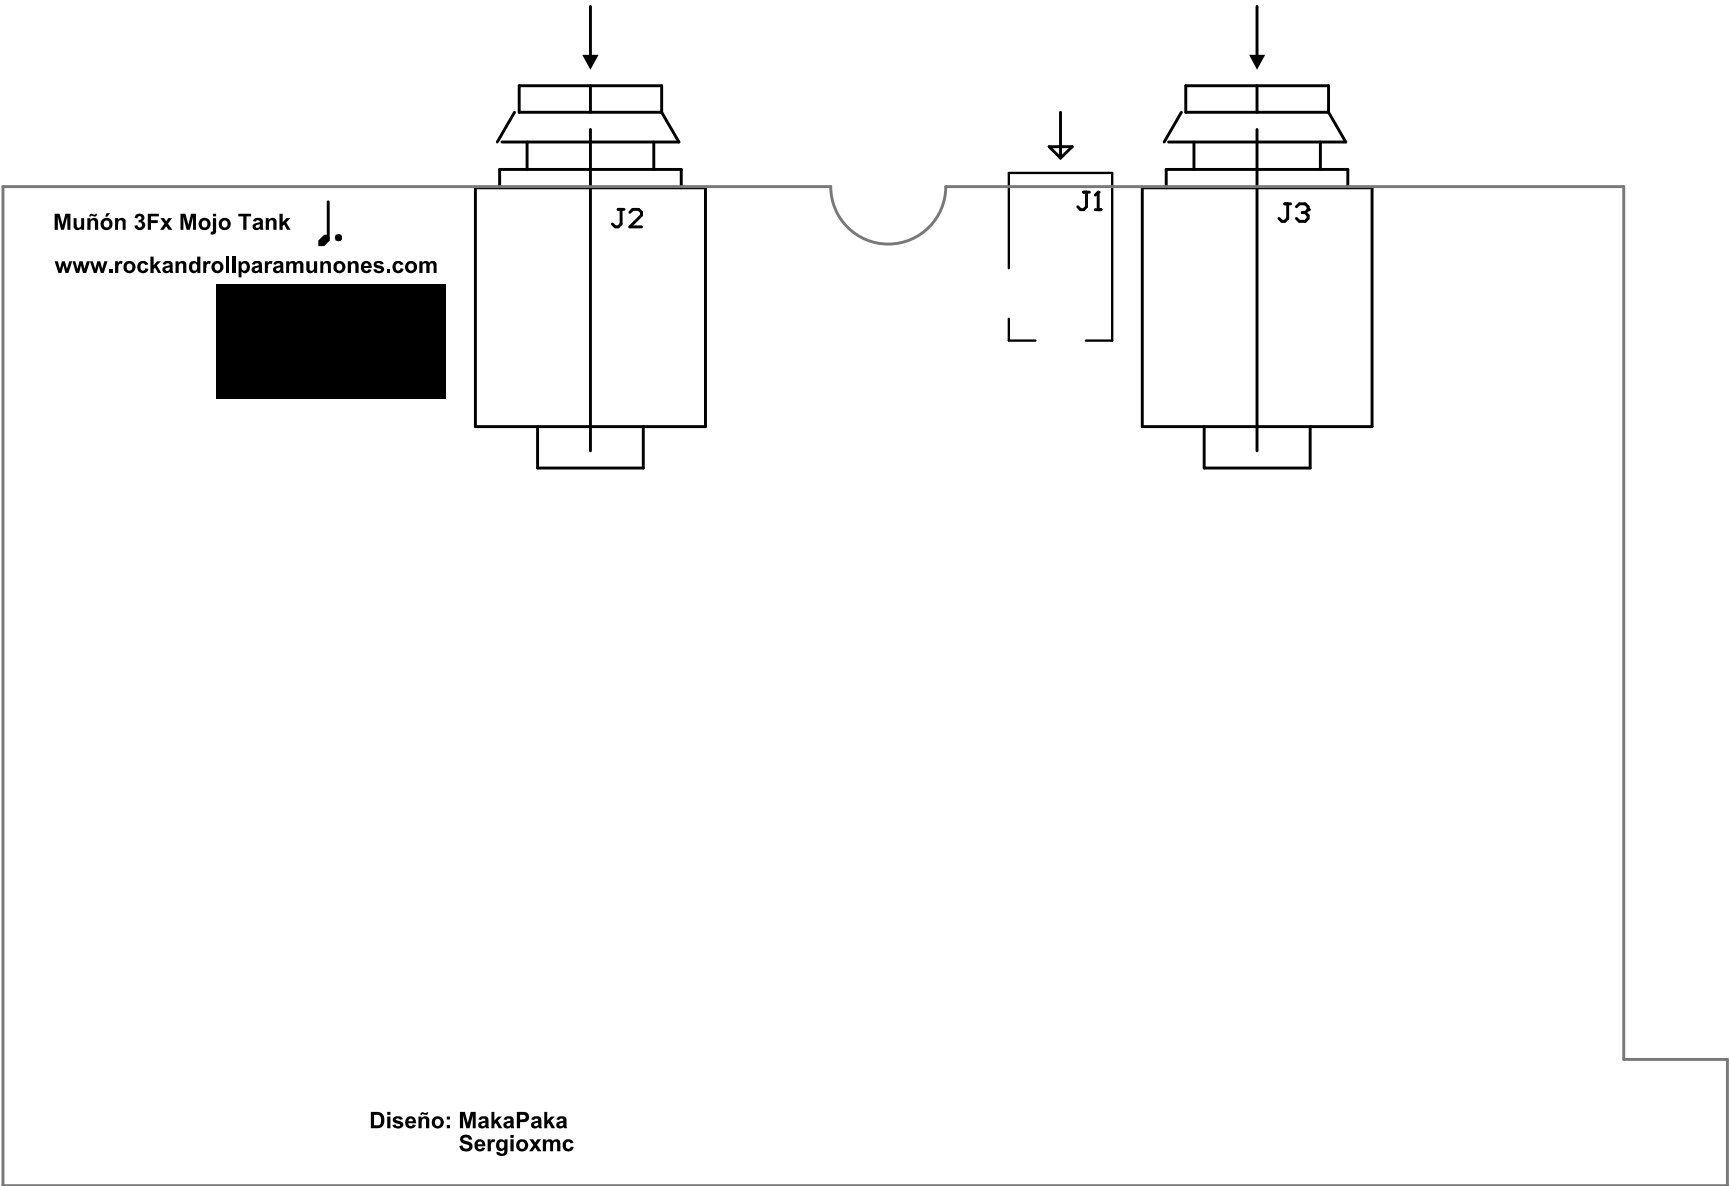 J2
J1
J3
Muñón 3Fx Mojo Tank
www.rockandrollparamunones.com
Diseño: MakaPaka
Sergioxmc